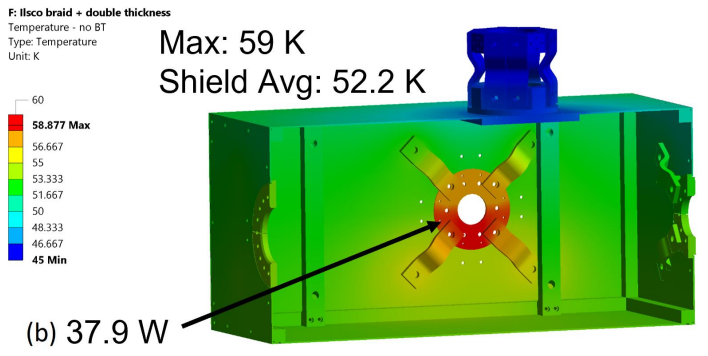 F: Ilsco braid + double thickness
Temperature - no BT
Type: Temperature
Unit: K
Max: 59 K
Shield Avg: 52.2 K
60
58.877 Max
56.667
55
53.333
51.667
50
48.333
46.667
45 Min
(b) 37.9 W